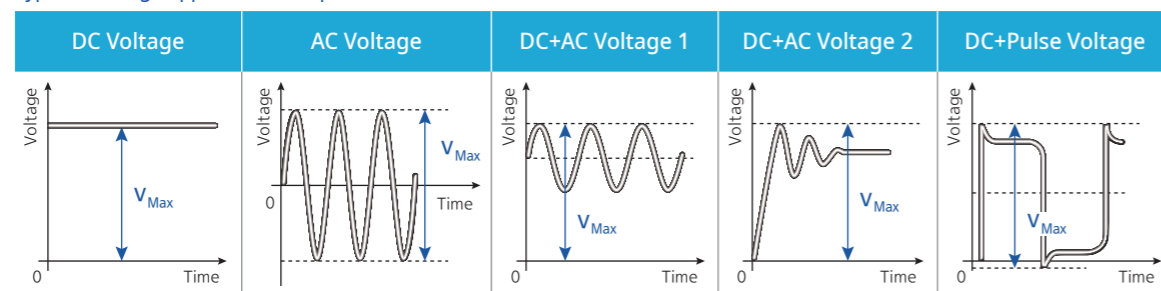 DC Voltage
AC Voltage
DC+AC Voltage 1
DC+AC Voltage 2
DC+Pulse Voltage
Voltage
VMax
0
Time
Voltage
VMax
0
Time
Voltage
VMax
0
Time
Voltage
VMax
0
Time
Voltage
VMax
0
Time